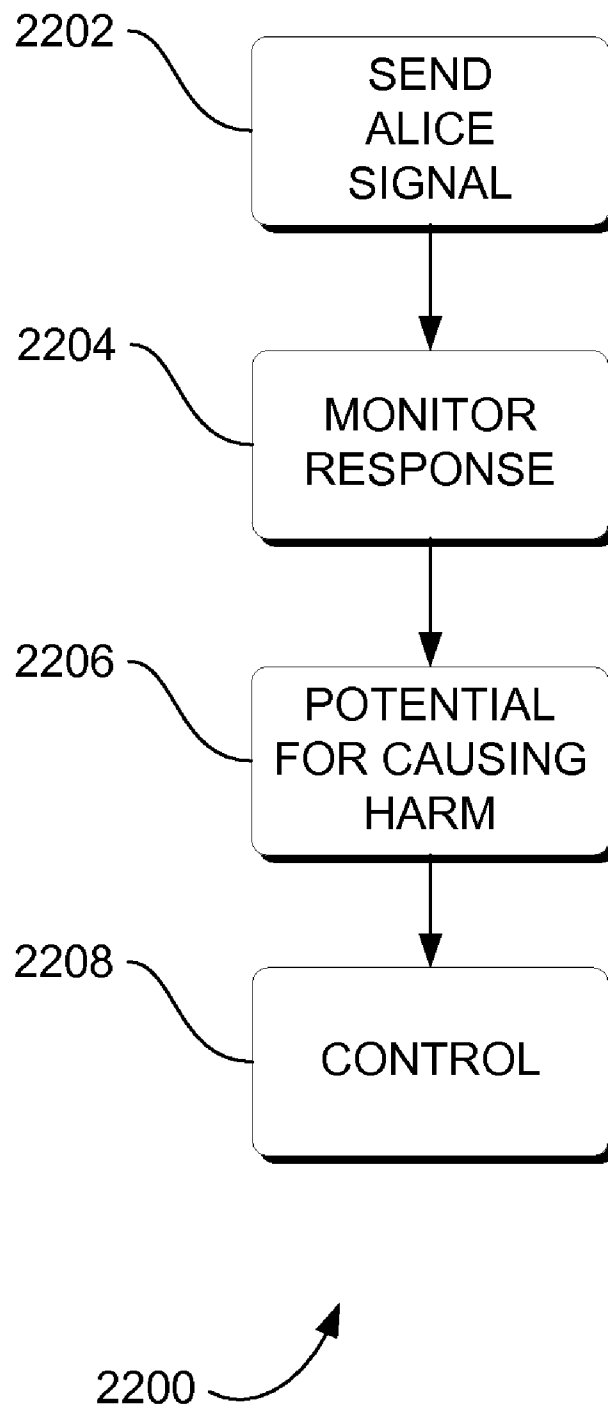 2202
SEND
ALICE
SIGNAL
2204
MONITOR
RESPONSE
2206
POTENTIAL
FOR CAUSING
HARM
2208
CONTROL
2200